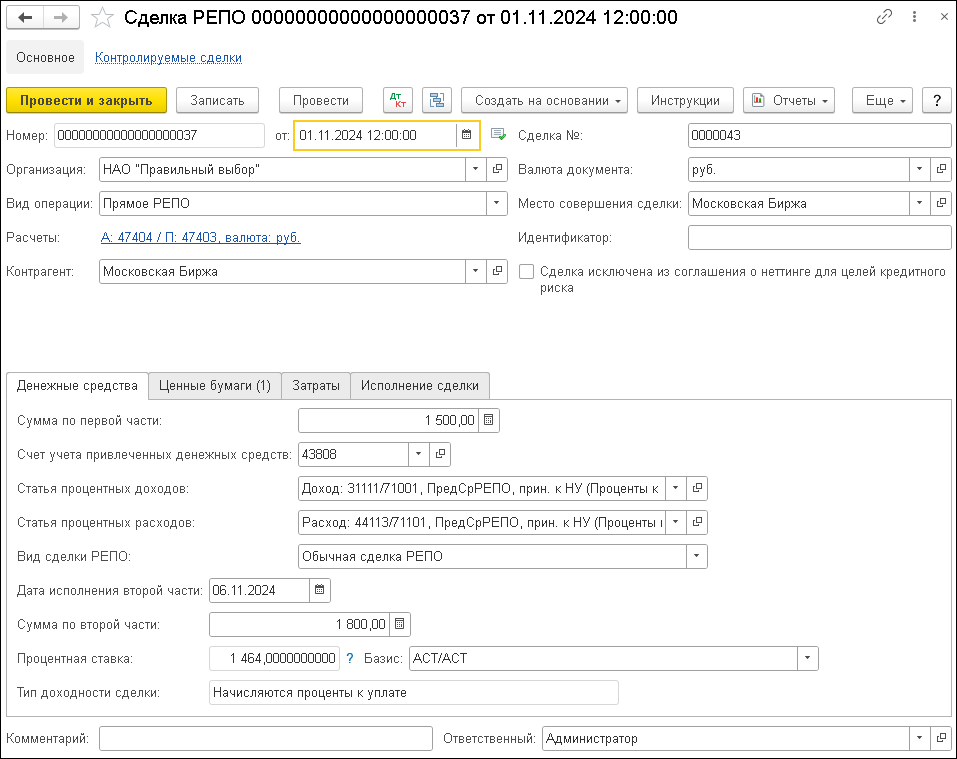 Сделка РЕПО 00000000000000000037 от 01.11.2024 12:00:00
Основное Контролируемые сделки
Провести и закрыть Записать Провести Дт Кт Создать на основании Инструкции Отчеты Еще ?
Номер: 00000000000000000037 от: 01.11.2024 12:00:00 Сделка №: 0000043
Организация: НАО "Правильный выбор" Валюта документа: руб.
Вид операции: Прямое РЕПО Место совершения сделки: Московская Биржа
Расчеты: А: 47404 / П: 47403, валюта: руб. Идентификатор:
Контрагент: Московская Биржа Сделка исключена из соглашения о неттинге для целей кредитного
риска
Денежные средства Ценные бумаги (1) Затраты Исполнение сделки
Сумма по первой части: 1 500,00
Счет учета привлеченных денежных средств: 43808
Статья процентных доходов: Доход: 31111/71001, ПредСрРЕПО, прин. к НУ (Проценты к
Статья процентных расходов: Расход: 44113/71101, ПредСрРЕПО, прин. к НУ (Проценты
Вид сделки РЕПО: Обычная сделка РЕПО
Дата исполнения второй части: 06.11.2024
Сумма по второй части: 1 800,00
Процентная ставка: 1 464,0000000000 ? Базис: ACT/ACT
Тип доходности сделки: Начисляются проценты к уплате
Комментарий: Ответственный: Администратор